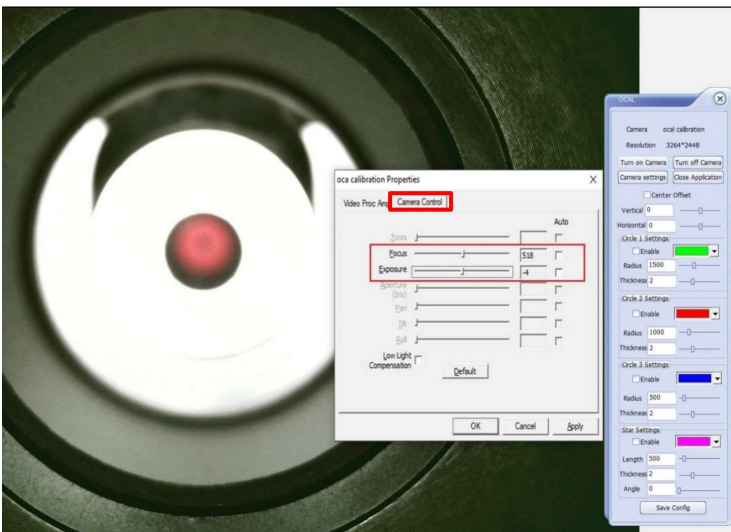 oca calibration Properties
X
Video Proc Amp
Camera Control
Auto
Zoom
Focus
518
Exposure
-4
Aperture
(Iris)
Pan
Tilt
Roll
Low Light
Compensation
Default
OK
Cancel
Apply
OCAL
Camera ocal calibration
Resolution 3264*2448
Turn on Camera
Turn off Camera
Camera settings
Close Application
Center Offset
Vertical 0
Horizontal 0
Circle 1 Settings
Enable
Radius 1500
Thickness 2
Circle 2 Settings
Enable
Radius 1000
Thickness 2
Circle 3 Settings
Enable
Radius 500
Thickness 2
Star Settings
Enable
Length 500
Thickness 2
Angle 0
Save Config